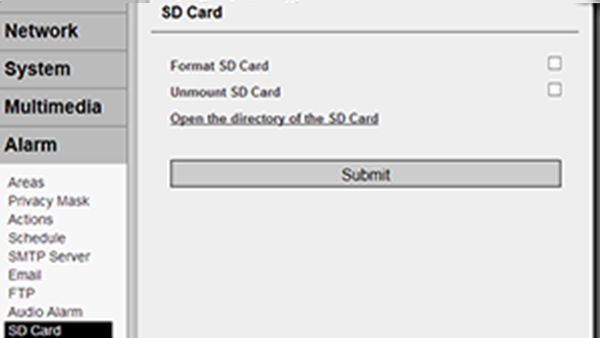 Network
System
Multimedia
Alarm
Areas
Privacy Mask
Actions
Schedule
SMTP Server
Email
FTP
Audio Alarm
SD Card
SD Card
Format SD Card
Unmount SD Card
Open the directory of the SD Card
Submit